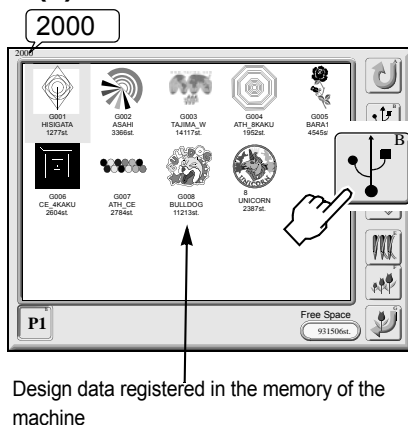 2000
2000
G001 G002 G003 G004 G005
HISIGATA ASAHI TAJIMA_W ATH_8KAKU BARA1
1277st. 3366st. 14117st. 1952st. 4545st
B
G006 G007 G008 8
CE_4KAKU ATH_CE BULLDOG UNICORN
2604st. 2784st. 11213st. 2387st.
P1
Free Space
931506st.
Design data registered in the memory of the
machine